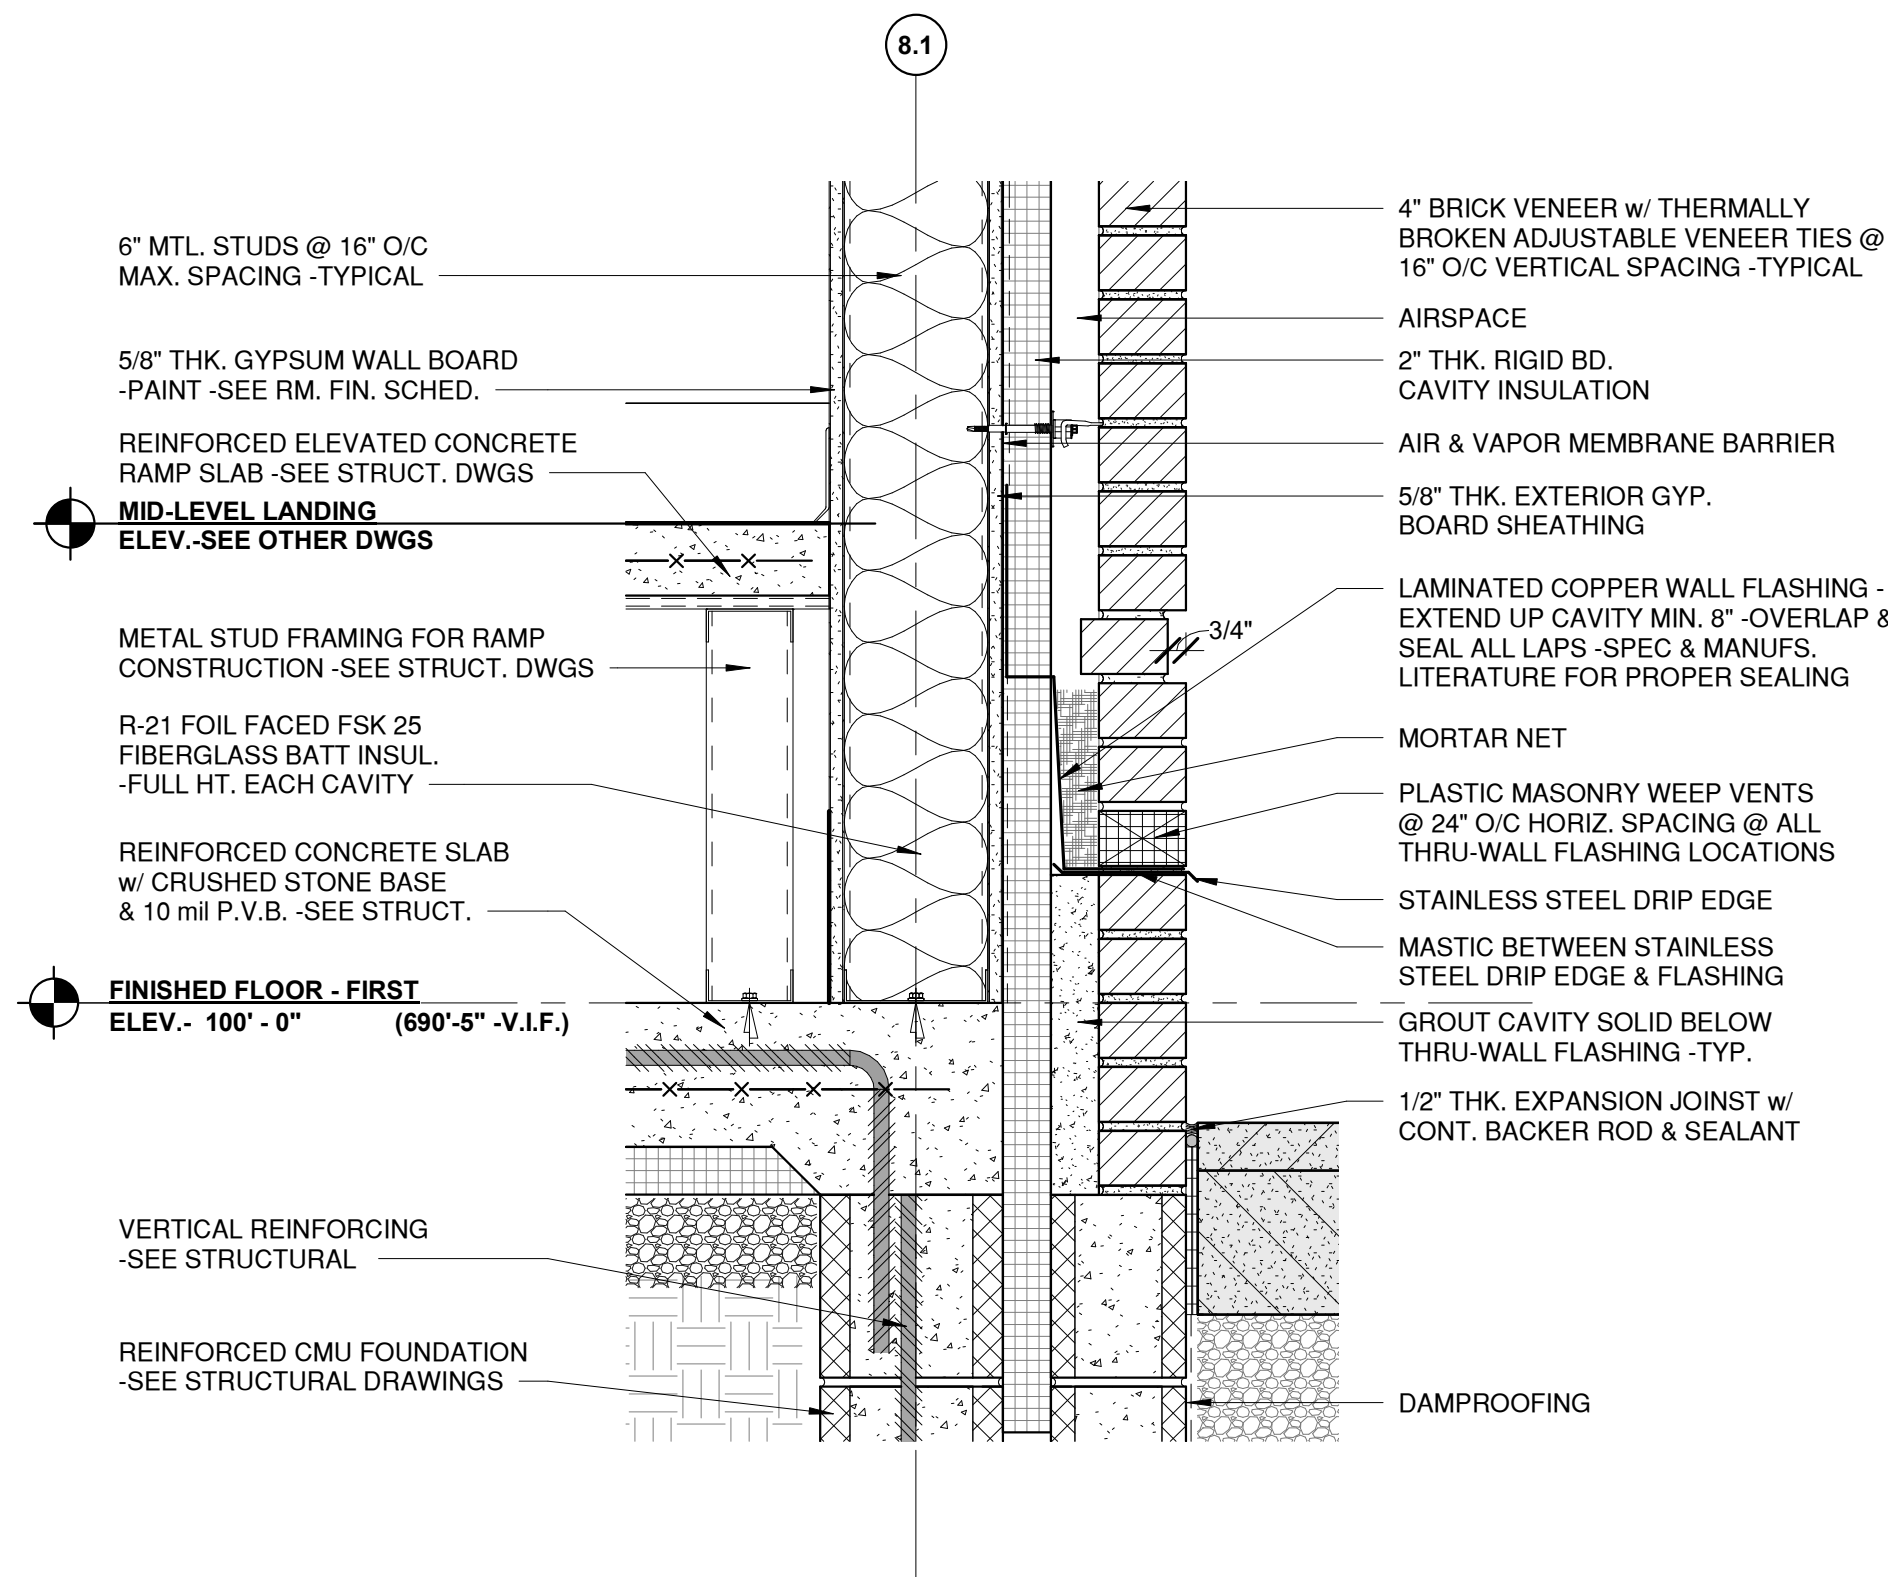 8.1
6" MTL. STUDS @ 16" O/C
MAX. SPACING -TYPICAL
5/8" THK. GYPSUM WALL BOARD
-PAINT -SEE RM. FIN. SCHED.
REINFORCED ELEVATED CONCRETE
RAMP SLAB -SEE STRUCT. DWGS
MID-LEVEL LANDING
ELEV.-SEE OTHER DWGS
METAL STUD FRAMING FOR RAMP
CONSTRUCTION -SEE STRUCT. DWGS
R-21 FOIL FACED FSK 25
FIBERGLASS BATT INSUL.
-FULL HT. EACH CAVITY
REINFORCED CONCRETE SLAB
w/ CRUSHED STONE BASE
& 10 mil P.V.B. -SEE STRUCT.
FINISHED FLOOR - FIRST
ELEV.- 100' - 0" (690'-5" -V.I.F.)
VERTICAL REINFORCING
-SEE STRUCTURAL
REINFORCED CMU FOUNDATION
-SEE STRUCTURAL DRAWINGS
4" BRICK VENEER w/ THERMALLY
BROKEN ADJUSTABLE VENEER TIES @
16" O/C VERTICAL SPACING -TYPICAL
AIRSPACE
2" THK. RIGID BD.
CAVITY INSULATION
AIR & VAPOR MEMBRANE BARRIER
5/8" THK. EXTERIOR GYP.
BOARD SHEATHING
LAMINATED COPPER WALL FLASHING -
EXTEND UP CAVITY MIN. 8" -OVERLAP &
SEAL ALL LAPS -SPEC & MANUFS.
LITERATURE FOR PROPER SEALING
3/4"
MORTAR NET
PLASTIC MASONRY WEEP VENTS
@ 24" O/C HORIZ. SPACING @ ALL
THRU-WALL FLASHING LOCATIONS
STAINLESS STEEL DRIP EDGE
MASTIC BETWEEN STAINLESS
STEEL DRIP EDGE & FLASHING
GROUT CAVITY SOLID BELOW
THRU-WALL FLASHING -TYP.
1/2" THK. EXPANSION JOINST w/
CONT. BACKER ROD & SEALANT
DAMPROOFING